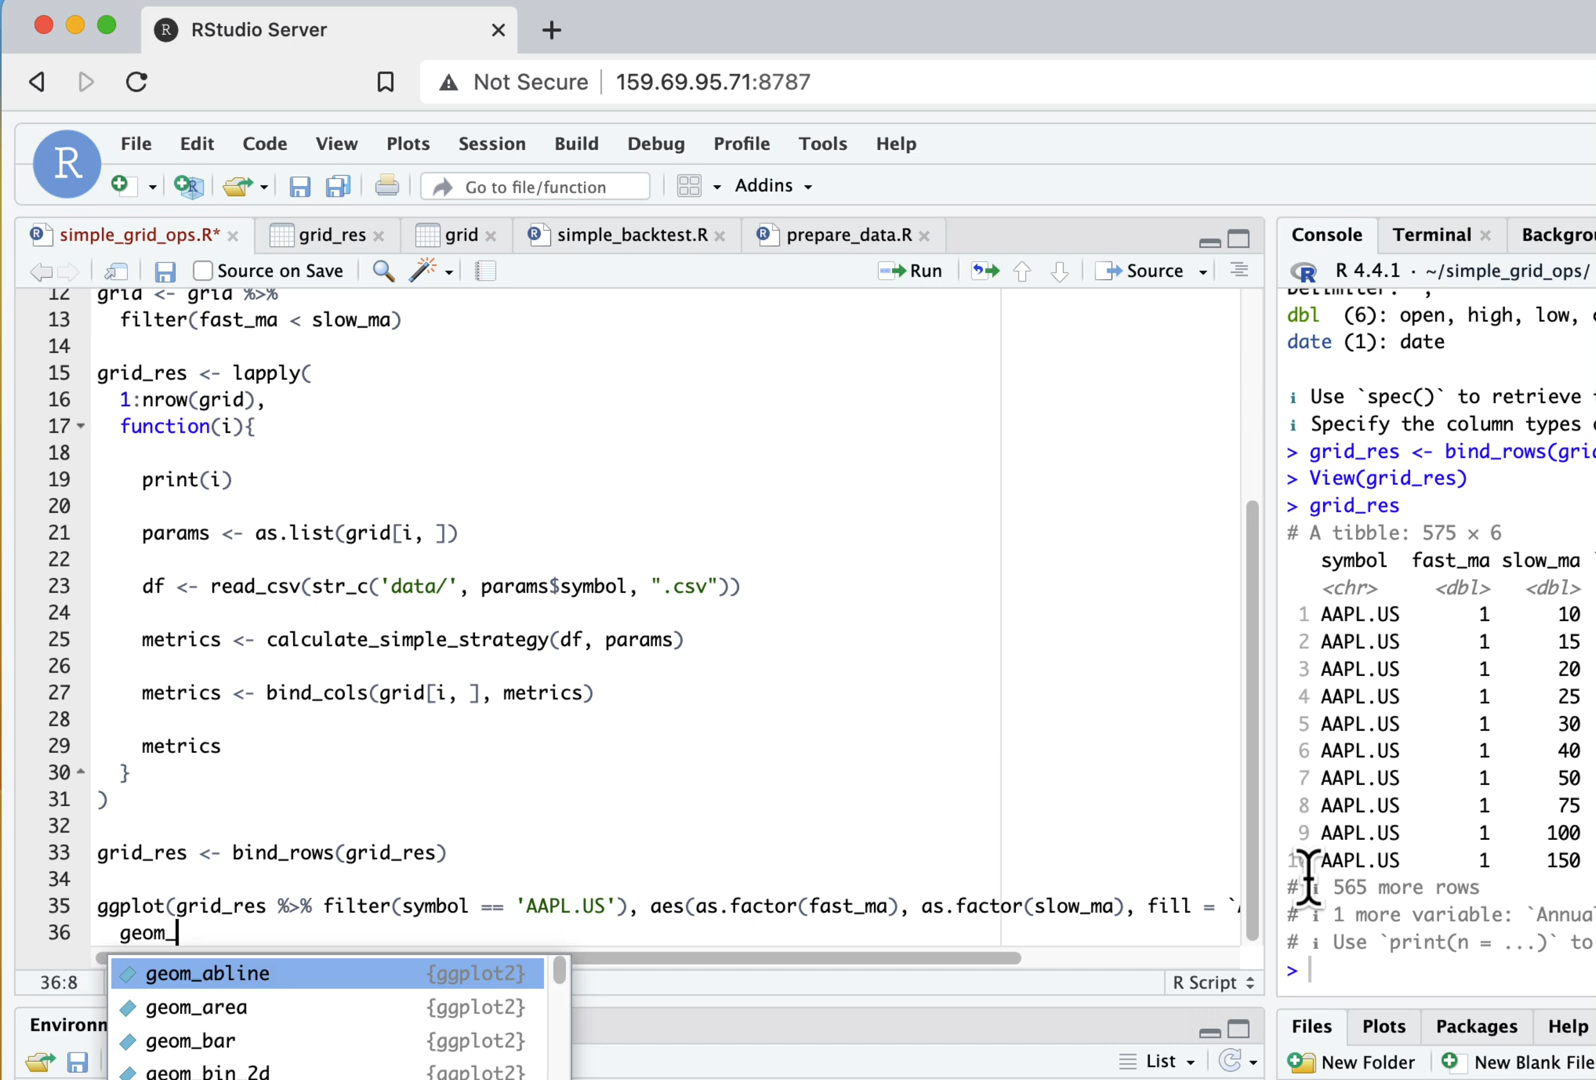 RStudio Server
Not Secure 159.69.95.71:8787
File Edit Code View Plots Session Build Debug Profile Tools Help
Go to file/function Addins
simple_grid_ops.R* grid_res grid simple_backtest.R prepare_data.R
Source on Save Run Source
12 grid <- grid %>%
13 filter(fast_ma < slow_ma)
14
15 grid_res <- lapply(
16 1:nrow(grid),
17 function(i){
18
19 print(i)
20
21 params <- as.list(grid[i, ])
22
23 df <- read_csv(str_c('data/', params$symbol, ".csv"))
24
25 metrics <- calculate_simple_strategy(df, params)
26
27 metrics <- bind_cols(grid[i, ], metrics)
28
29 metrics
30 }
31 )
32
33 grid_res <- bind_rows(grid_res)
34
35 ggplot(grid_res %>% filter(symbol == 'AAPL.US'), aes(as.factor(fast_ma), as.factor(slow_ma), fill = `
36 geom_
geom_abline {ggplot2}
geom_area {ggplot2}
geom_bar {ggplot2}
geom_bin_2d {ggplot2}
36:8 R Script
Environ
List
Console Terminal Backgrou
R 4.4.1 · ~/simple_grid_ops/
Delimiter: ","
dbl (6): open, high, low,
date (1): date
ℹ Use `spec()` to retrieve
ℹ Specify the column types
> grid_res <- bind_rows(gri
> View(grid_res)
> grid_res
# A tibble: 575 × 6
symbol fast_ma slow_ma
<chr> <dbl> <dbl>
1 AAPL.US 1 10
2 AAPL.US 1 15
3 AAPL.US 1 20
4 AAPL.US 1 25
5 AAPL.US 1 30
6 AAPL.US 1 40
7 AAPL.US 1 50
8 AAPL.US 1 75
9 AAPL.US 1 100
AAPL.US 1 150
# ℹ 565 more rows
# ℹ 1 more variable: `Annua
# ℹ Use `print(n = ...)` to
>
Files Plots Packages Help
New Folder New Blank File